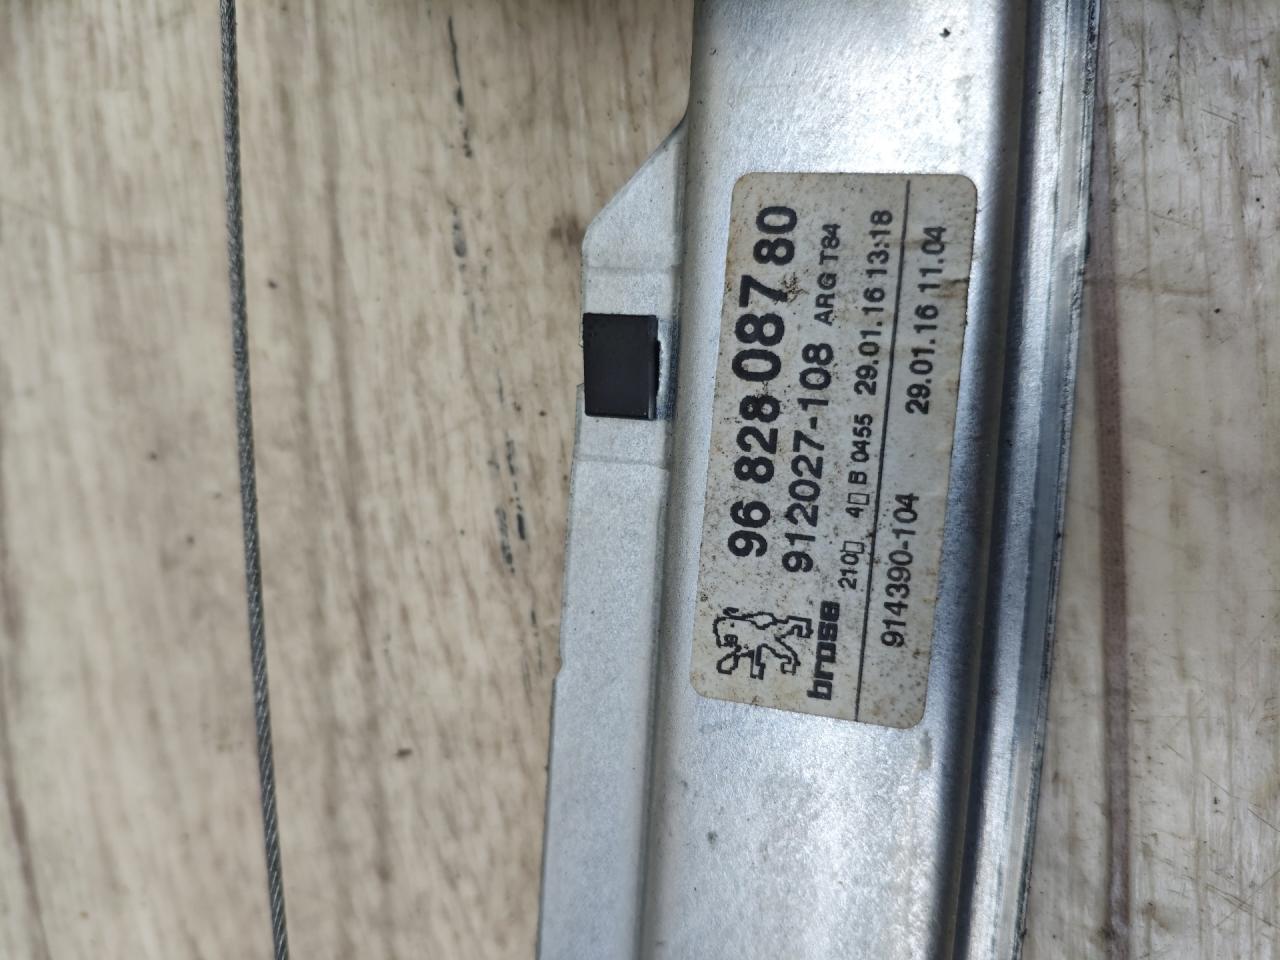 96 828 087 80
912027-108 ARG T84
brose 210▯ 4▯ B 0455 29.01.16 13:18
914390-104 29.01.16 11.04